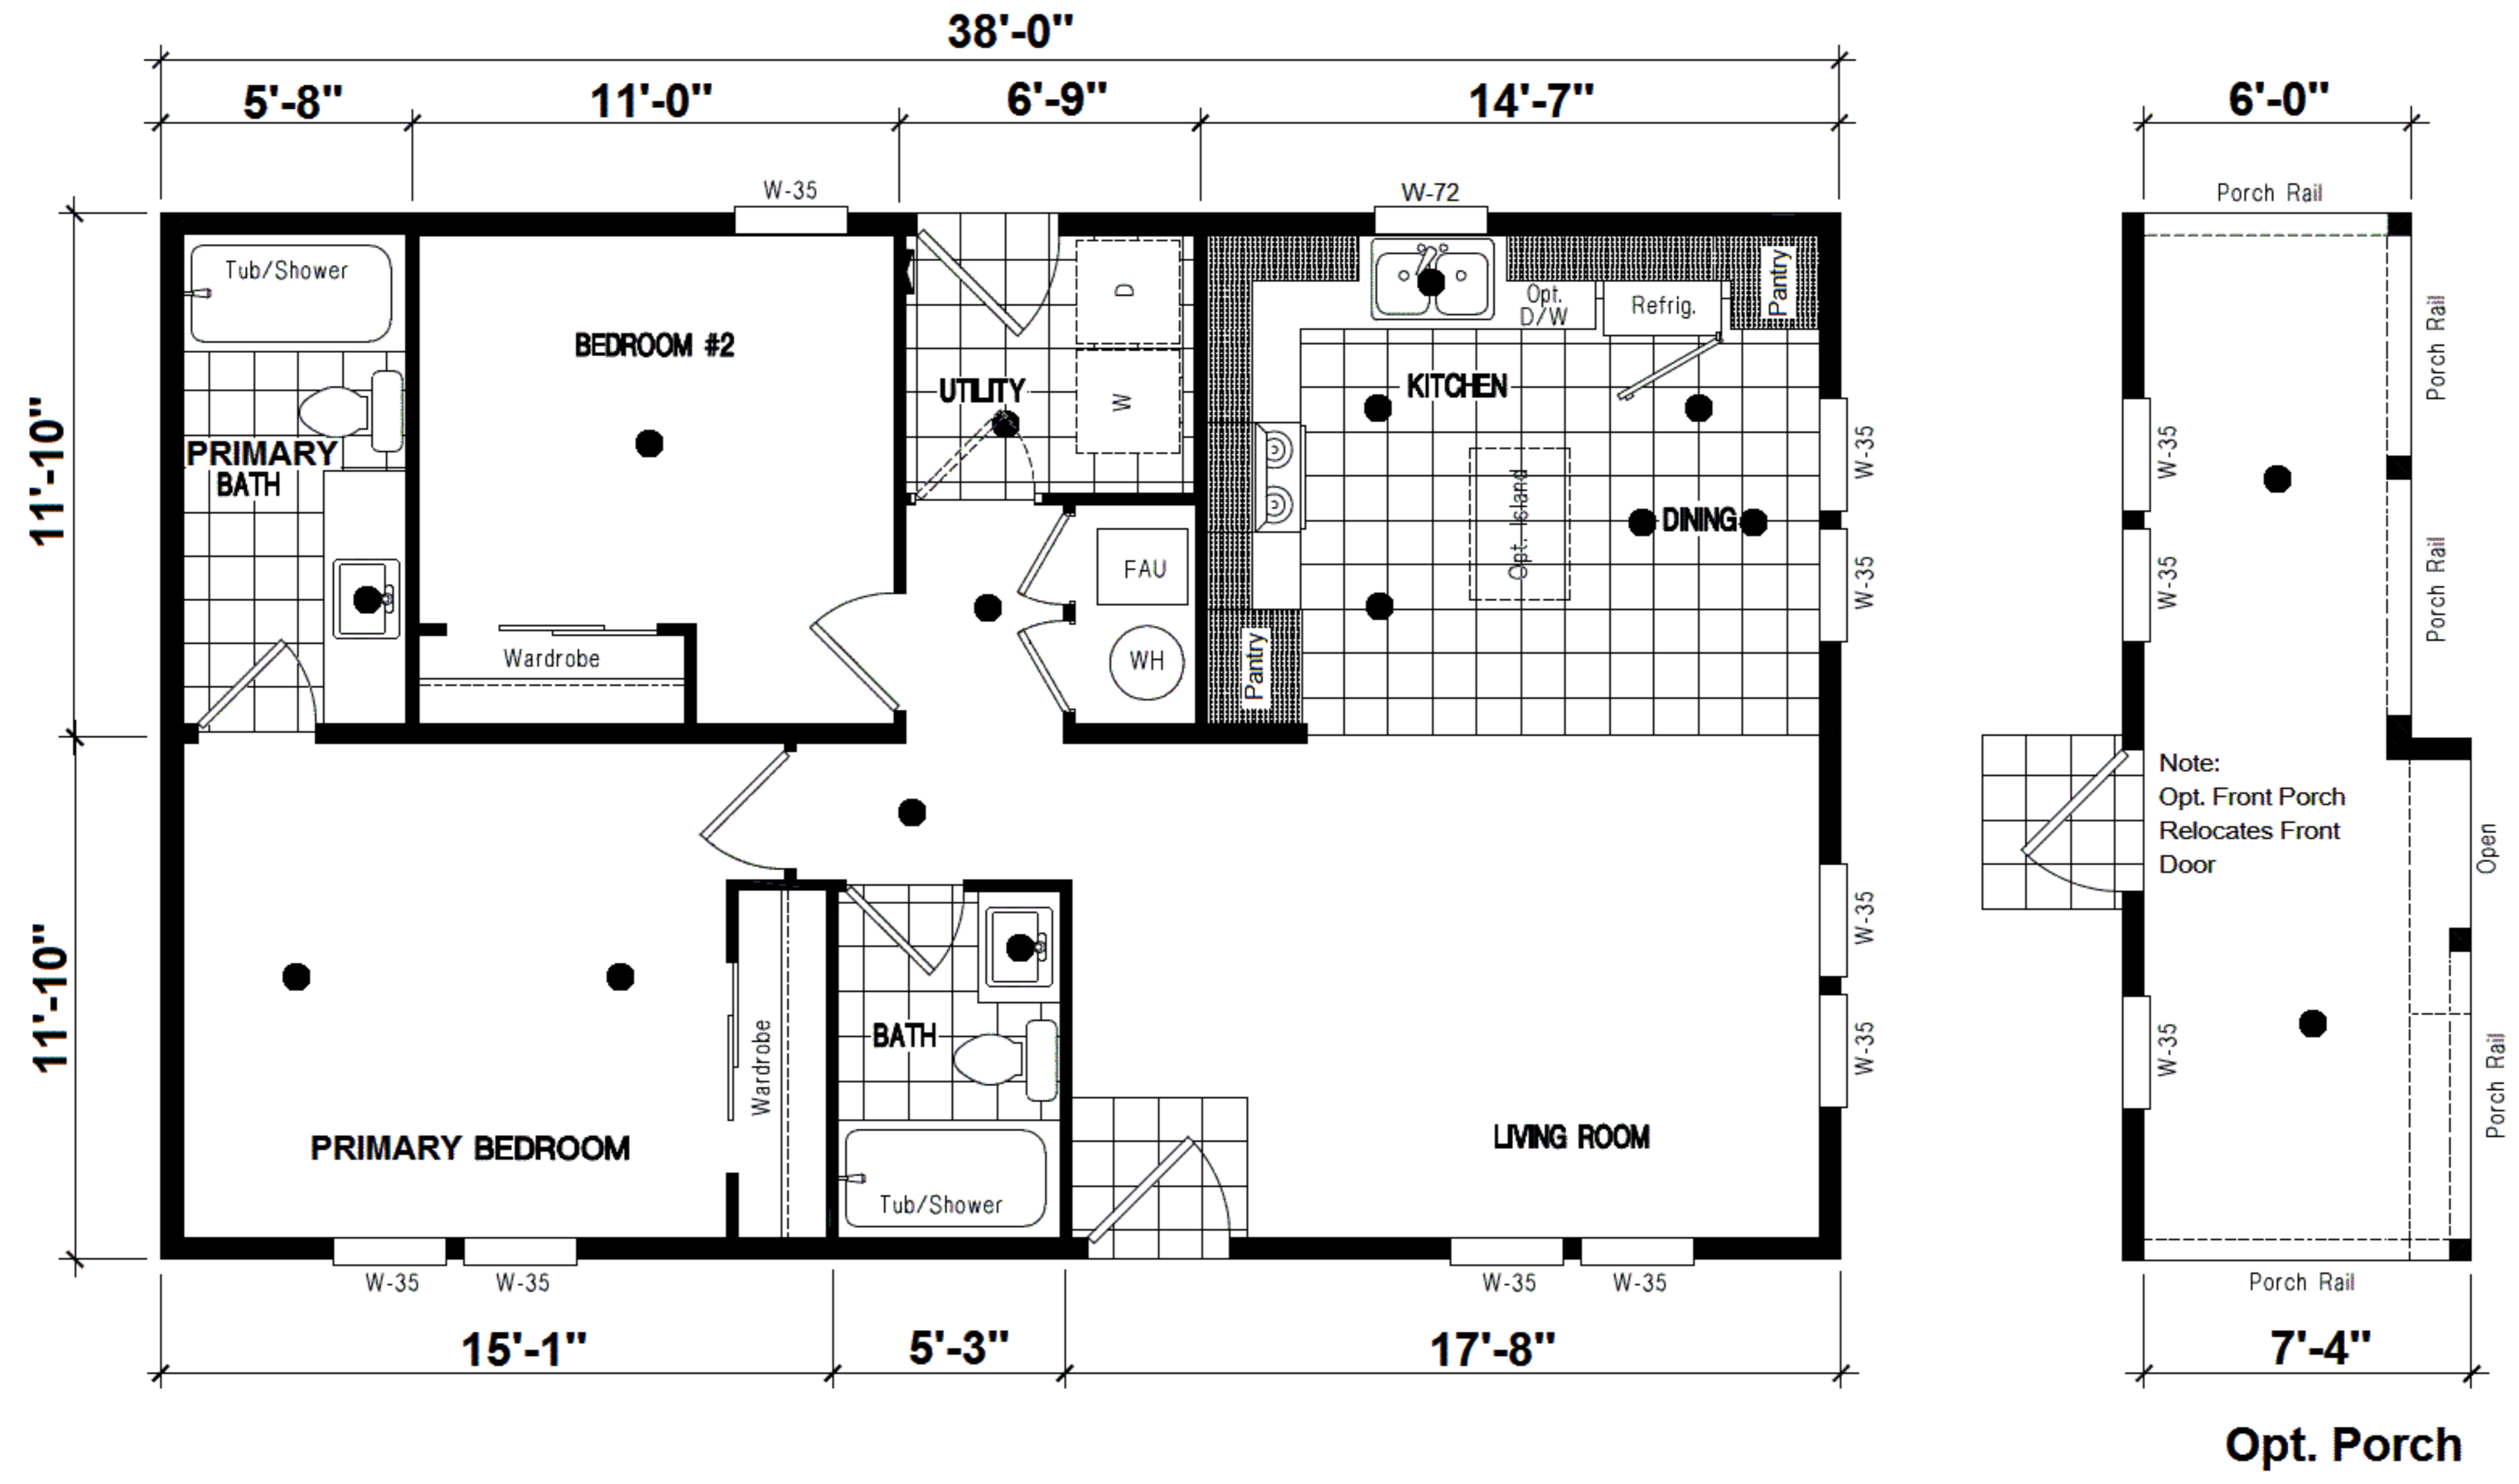 38'-0"
5'-8"
11'-0"
6'-9"
14'-7"
6'-0"
W-35
W-72
Porch Rail
Tub/Shower
D
Opt.
D/W
Refrig.
Pantry
Porch Rail
BEDROOM #2
UTILITY
W
KITCHEN
11'-10"
PRIMARY
BATH
W-35
W-35
Opt. Island
DINING
FAU
W-35
W-35
Porch Rail
Wardrobe
WH
Pantry
Note:
Opt. Front Porch
Relocates Front
Door
Open
11'-10"
W-35
W-35
BATH
Wardrobe
W-35
Porch Rail
PRIMARY BEDROOM
LIVING ROOM
Tub/Shower
W-35
W-35
W-35
W-35
Porch Rail
15'-1"
5'-3"
17'-8"
7'-4"
Opt. Porch